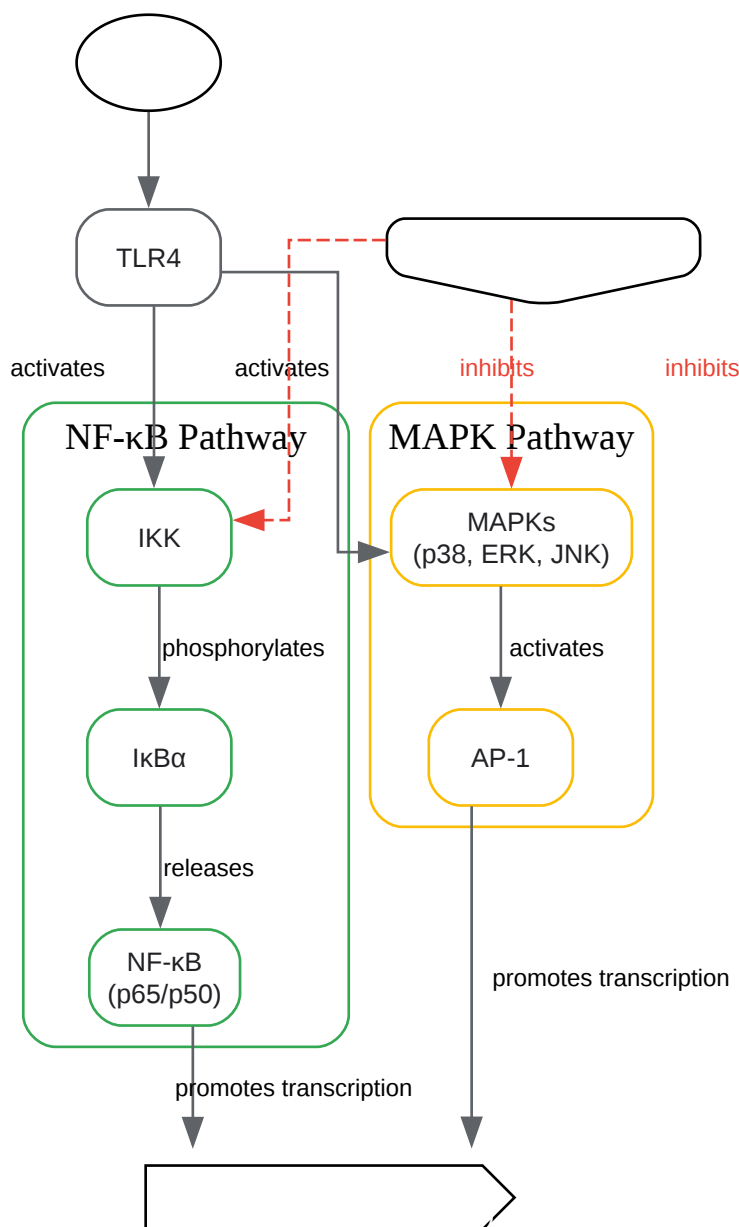 TLR4
activates
activates
inhibits
inhibits
NF-κB Pathway
MAPK Pathway
IKK
MAPKs
(p38, ERK, JNK)
phosphorylates
activates
IκBα
AP-1
releases
NF-κB
(p65/p50)
promotes transcription
promotes transcription